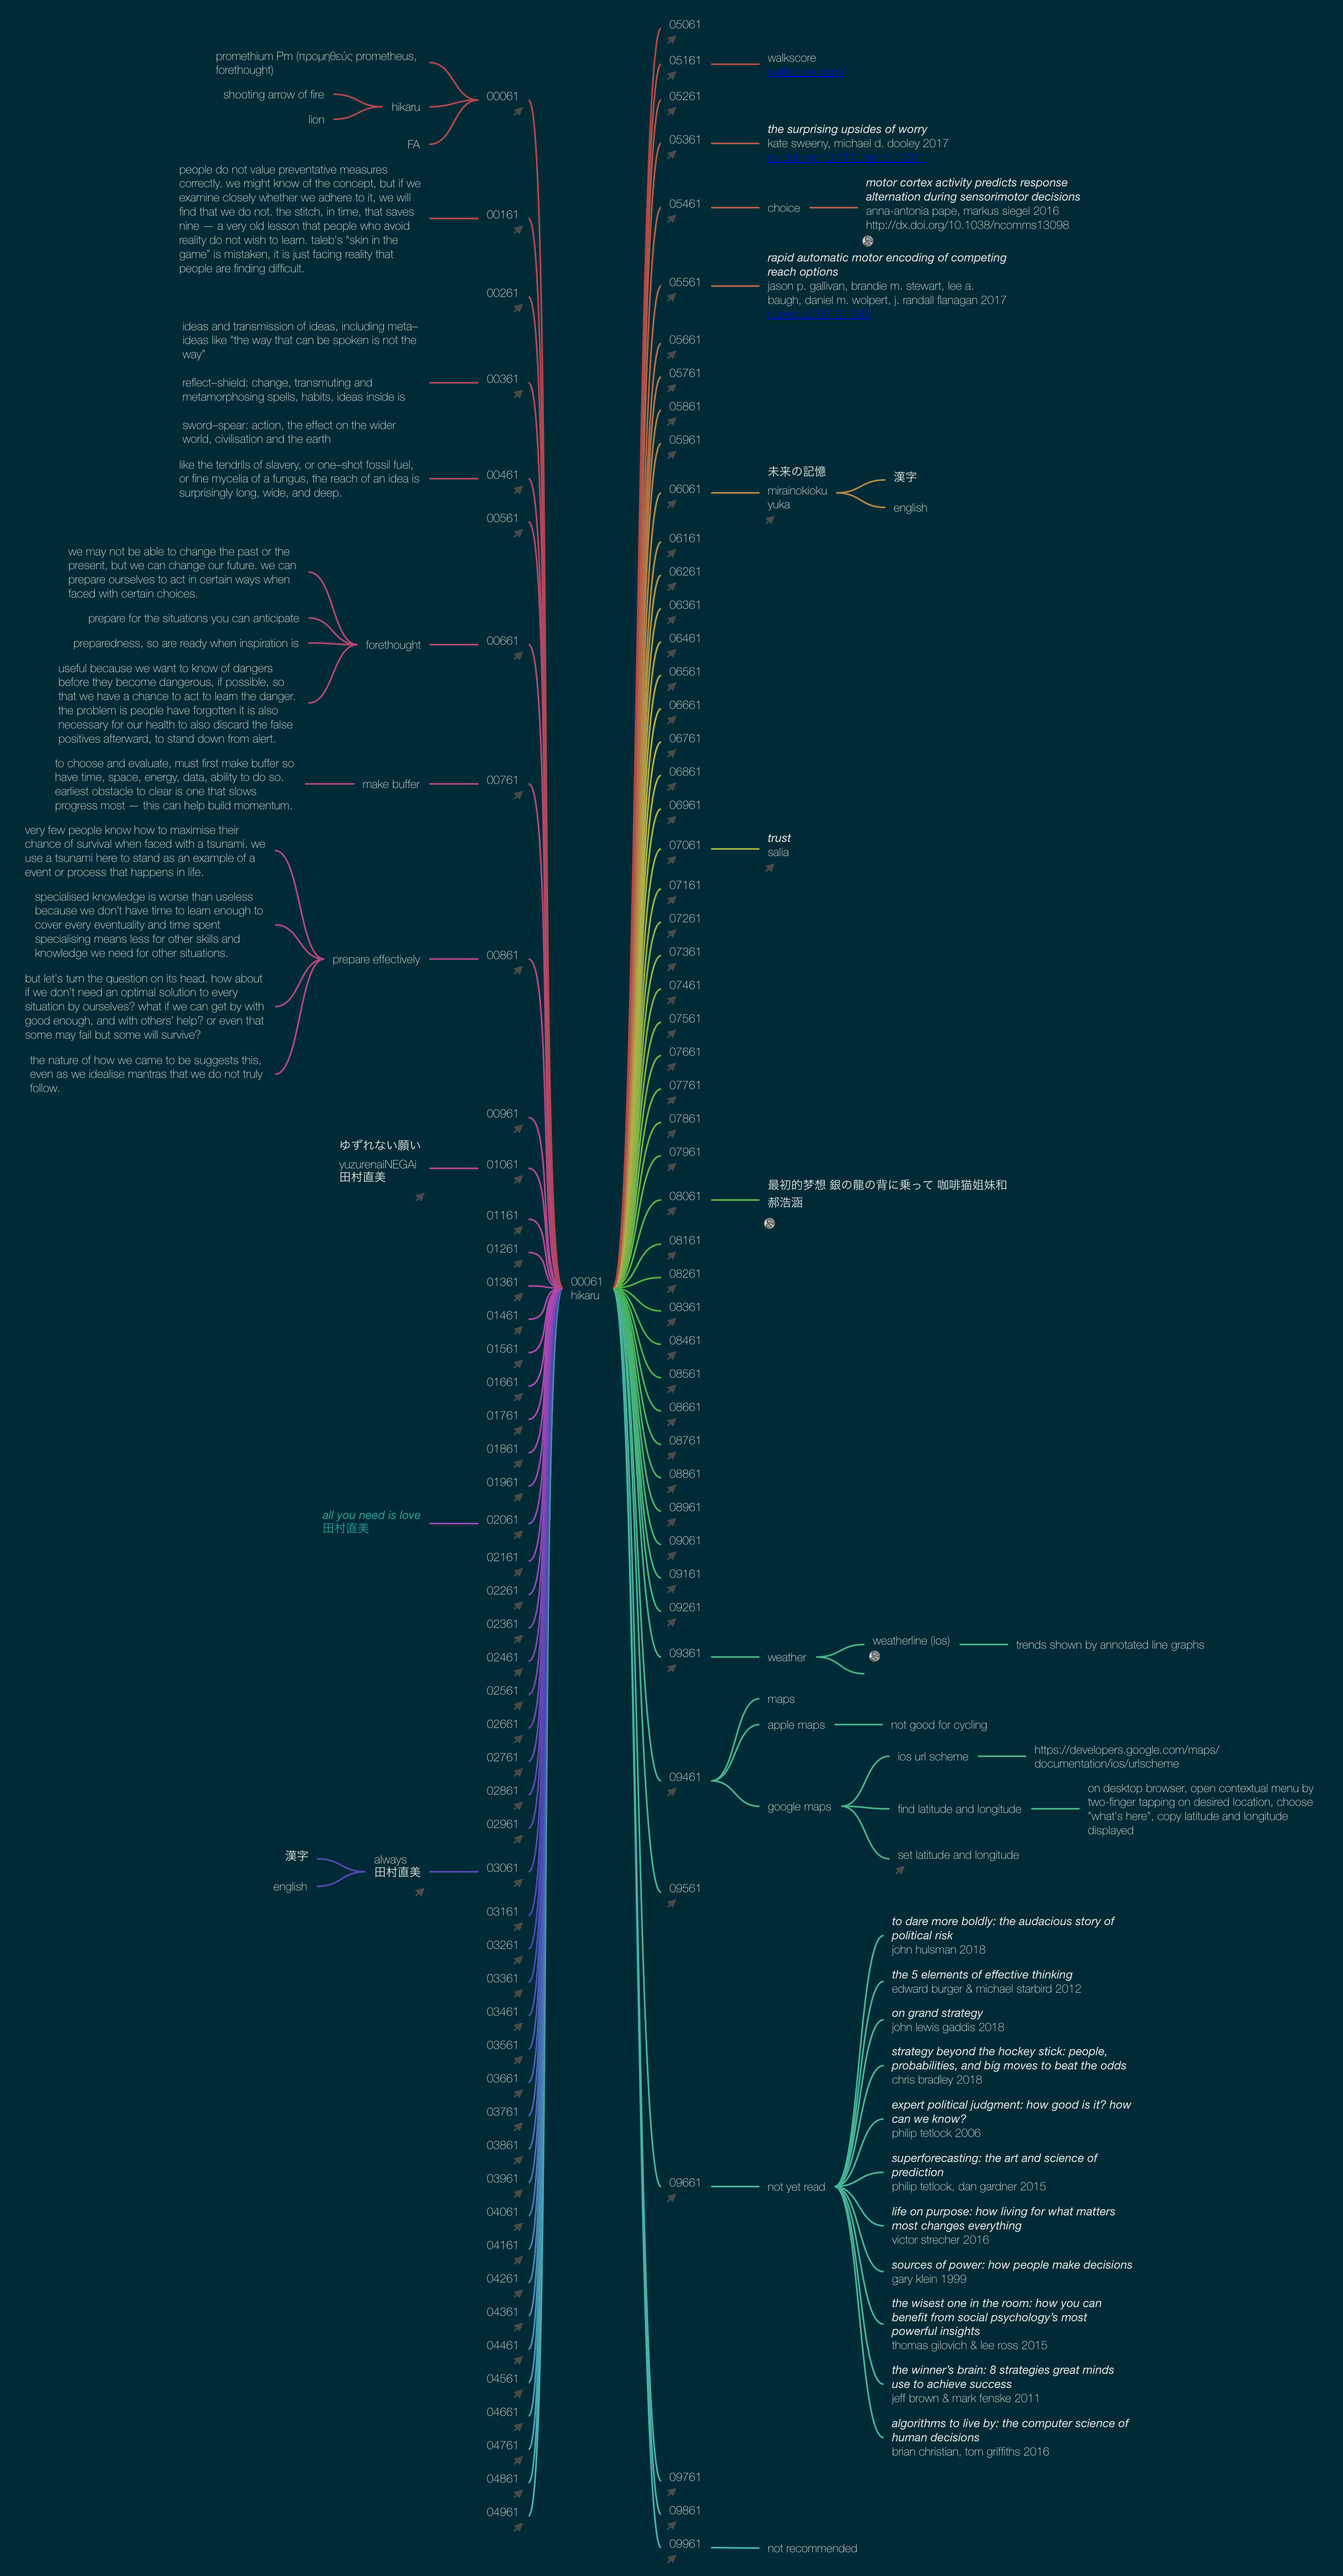 promethium Pm (προμηθεύς prometheus,
forethought)
shooting arrow of fire
lion
hikaru
FA
00061
people do not value preventative measures
correctly. we might know of the concept, but if we
examine closely whether we adhere to it, we will
find that we do not. the stitch, in time, that saves
nine — a very old lesson that people who avoid
reality do not wish to learn. taleb's "skin in the
game" is mistaken, it is just facing reality that
people are finding difficult.
00161
00261
ideas and transmission of ideas, including meta–
ideas like “the way that can be spoken is not the
way”
reflect–shield: change, transmuting and
metamorphosing spells, habits, ideas inside is
sword–spear: action, the effect on the wider
world, civilisation and the earth
00361
like the tendrils of slavery, or one–shot fossil fuel,
or fine mycelia of a fungus, the reach of an idea is
surprisingly long, wide, and deep.
00461
00561
we may not be able to change the past or the
present, but we can change our future. we can
prepare ourselves to act in certain ways when
faced with certain choices.
prepare for the situations you can anticipate
preparedness, so are ready when inspiration is
useful because we want to know of dangers
before they become dangerous, if possible, so
that we have a chance to act to learn the danger.
the problem is people have forgotten it is also
necessary for our health to also discard the false
positives afterward, to stand down from alert.
forethought
00661
to choose and evaluate, must first make buffer so
have time, space, energy, data, ability to do so.
earliest obstacle to clear is one that slows
progress most — this can help build momentum.
make buffer
00761
very few people know how to maximise their
chance of survival when faced with a tsunami. we
use a tsunami here to stand as an example of a
event or process that happens in life.
specialised knowledge is worse than useless
because we don't have time to learn enough to
cover every eventuality and time spent
specialising means less for other skills and
knowledge we need for other situations.
but let's turn the question on its head. how about
if we don't need an optimal solution to every
situation by ourselves? what if we can get by with
good enough, and with others' help? or even that
some may fail but some will survive?
the nature of how we came to be suggests this,
even as we idealise mantras that we do not truly
follow.
prepare effectively
00861
00961
ゆずれない願い
yuzurenaiNEGAi
田村直美
01061
01161
01261
01361
01461
01561
01661
01761
01861
01961
all you need is love
田村直美
02061
02161
02261
02361
02461
02561
02661
02761
02861
02961
漢字
english
always
田村直美
03061
03161
03261
03361
03461
03561
03661
03761
03861
03961
04061
04161
04261
04361
04461
04561
04661
04761
04861
04961
00061
hikaru
05061
05161
walkscore
05261
05361
the surprising upsides of worry
kate sweeny, michael d. dooley 2017
05461
choice
motor cortex activity predicts response
alternation during sensorimotor decisions
anna-antonia pape, markus siegel 2016
http://dx.doi.org/10.1038/ncomms13098
05561
rapid automatic motor encoding of competing
reach options
jason p. gallivan, brandie m. stewart, lee a.
baugh, daniel m. wolpert, j. randall flanagan 2017
05661
05761
05861
05961
06061
未来の記憶
mirainokioku
yuka
漢字
english
06161
06261
06361
06461
06561
06661
06761
06861
06961
07061
trust
salia
07161
07261
07361
07461
07561
07661
07761
07861
07961
08061
最初的梦想 銀の龍の背に乗って 咖啡猫姐妹和
郝浩涵
08161
08261
08361
08461
08561
08661
08761
08861
08961
09061
09161
09261
09361
weather
weatherline (ios)
trends shown by annotated line graphs
09461
maps
apple maps
not good for cycling
google maps
ios url scheme
https://developers.google.com/maps/
documentation/ios/urlscheme
find latitude and longitude
on desktop browser, open contextual menu by
two-finger tapping on desired location, choose
"what's here", copy latitude and longitude
displayed
set latitude and longitude
09561
09661
not yet read
to dare more boldly: the audacious story of
political risk
john hulsman 2018
the 5 elements of effective thinking
edward burger & michael starbird 2012
on grand strategy
john lewis gaddis 2018
strategy beyond the hockey stick: people,
probabilities, and big moves to beat the odds
chris bradley 2018
expert political judgment: how good is it? how
can we know?
philip tetlock 2006
superforecasting: the art and science of
prediction
philip tetlock, dan gardner 2015
life on purpose: how living for what matters
most changes everything
victor strecher 2016
sources of power: how people make decisions
gary klein 1999
the wisest one in the room: how you can
benefit from social psychology's most
powerful insights
thomas gilovich & lee ross 2015
the winner's brain: 8 strategies great minds
use to achieve success
jeff brown & mark fenske 2011
algorithms to live by: the computer science of
human decisions
brian christian, tom griffiths 2016
09761
09861
09961
not recommended